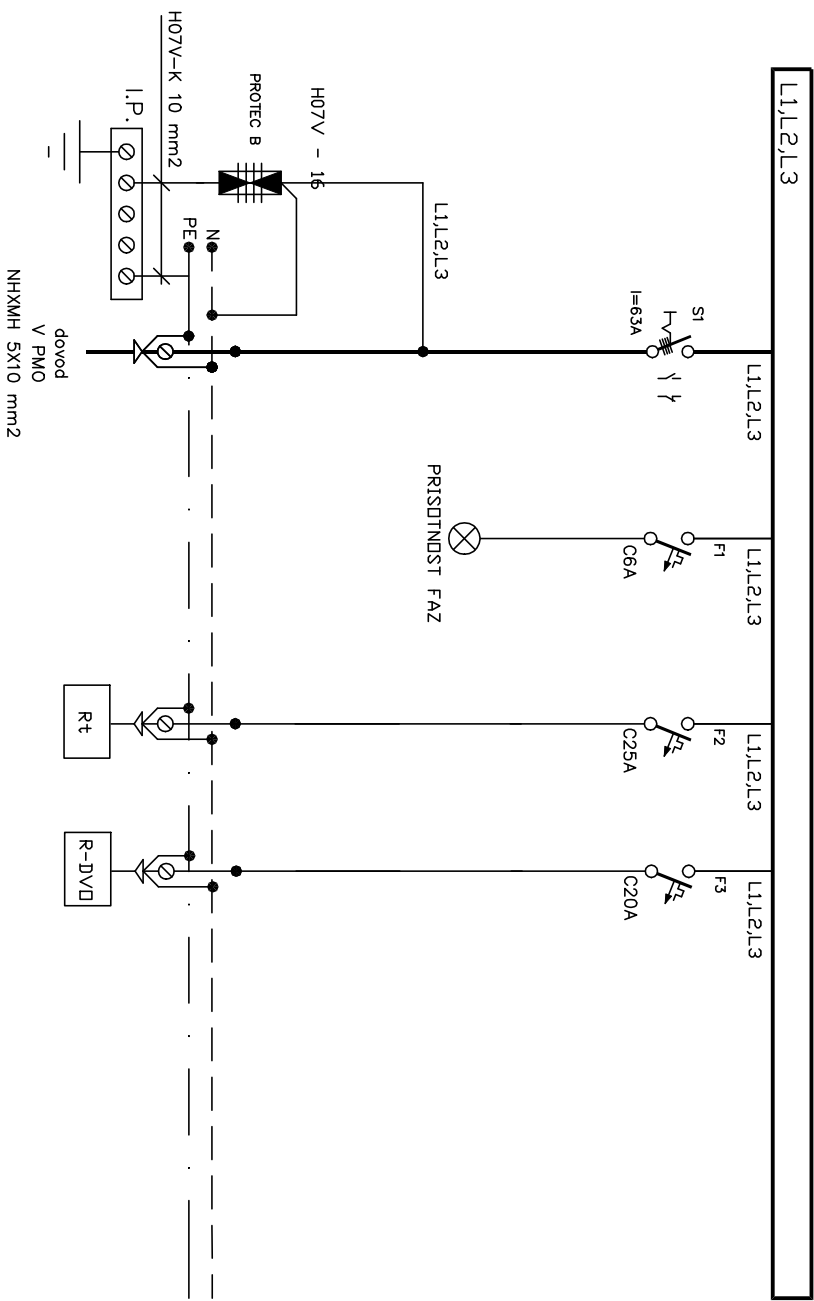 L1,L2,L3
S1
I=63A
L1,L2,L3
F1
C6A
L1,L2,L3
F2
C25A
L1,L2,L3
F3
C20A
L1,L2,L3
L1,L2,L3
PRISOTNOST FAZ
H07V - 16
PROTEC B
H07V-K 10 mm2
N
PE
I.P.
dovod
V PMO
NHXMH 5X10 mm2
Rt
R-DVO